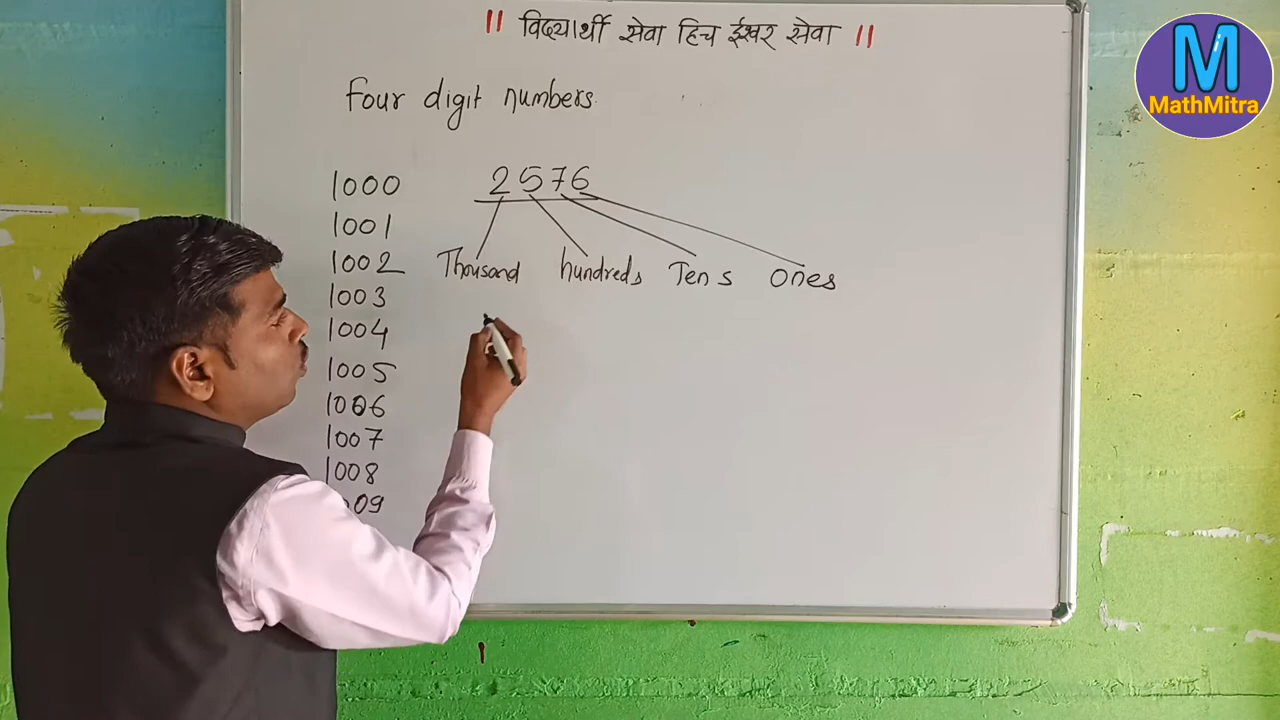 ॥ विद्यार्थी सेवा हिच ईश्वर सेवा ॥
M
MathMitra
Four digit numbers
1000
1001
1002
1003
1004
1005
1006
1007
1008
009
2576
Thousand hundreds Tens Ones